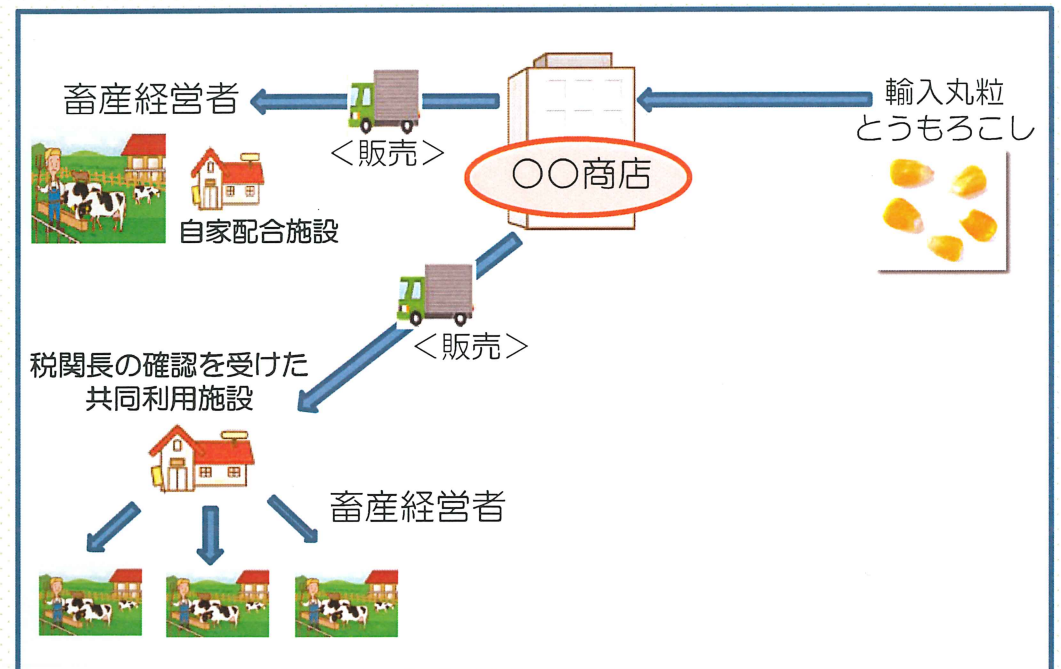 畜産経営者
<販売>
自家配合施設
○○商店
輸入丸粒
とうもろこし
<販売>
税関長の確認を受けた
共同利用施設
畜産経営者